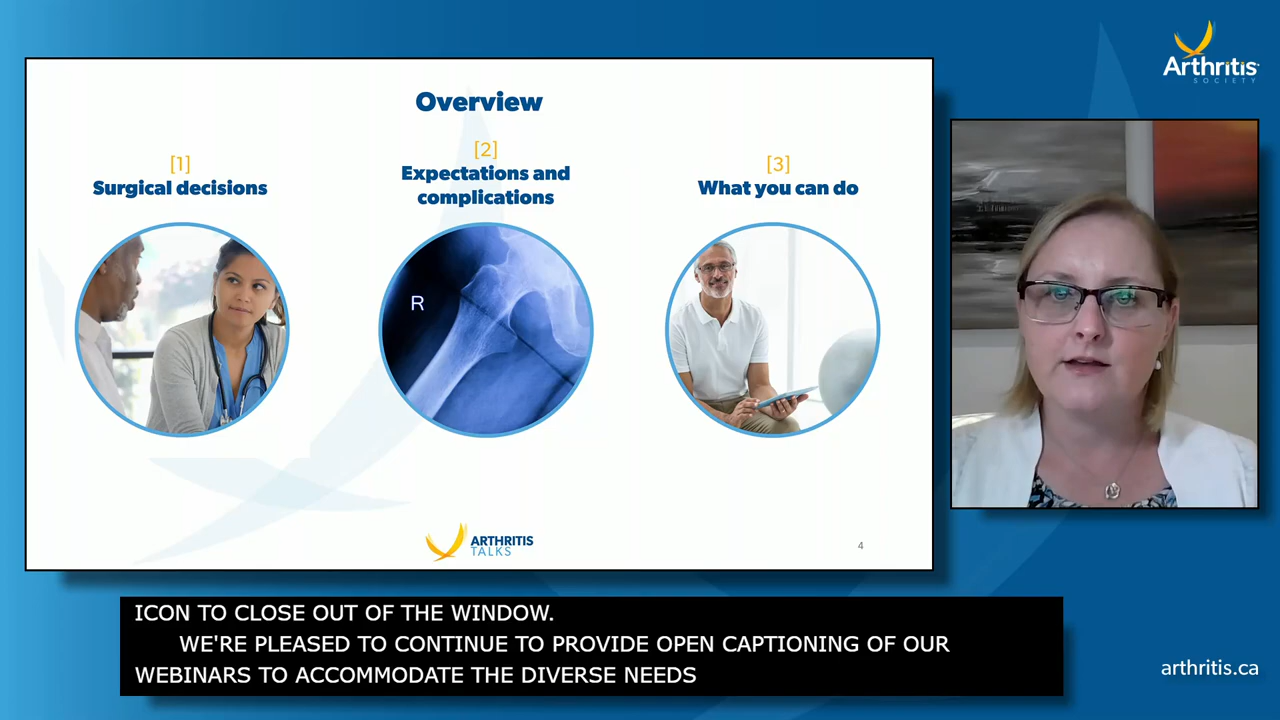 Arthritis
SOCIETY
Overview
[1]
Surgical decisions
[2]
Expectations and
complications
[3]
What you can do
R
ARTHRITIS
TALKS
4
ICON TO CLOSE OUT OF THE WINDOW.
WE'RE PLEASED TO CONTINUE TO PROVIDE OPEN CAPTIONING OF OUR
WEBINARS TO ACCOMMODATE THE DIVERSE NEEDS
arthritis.ca